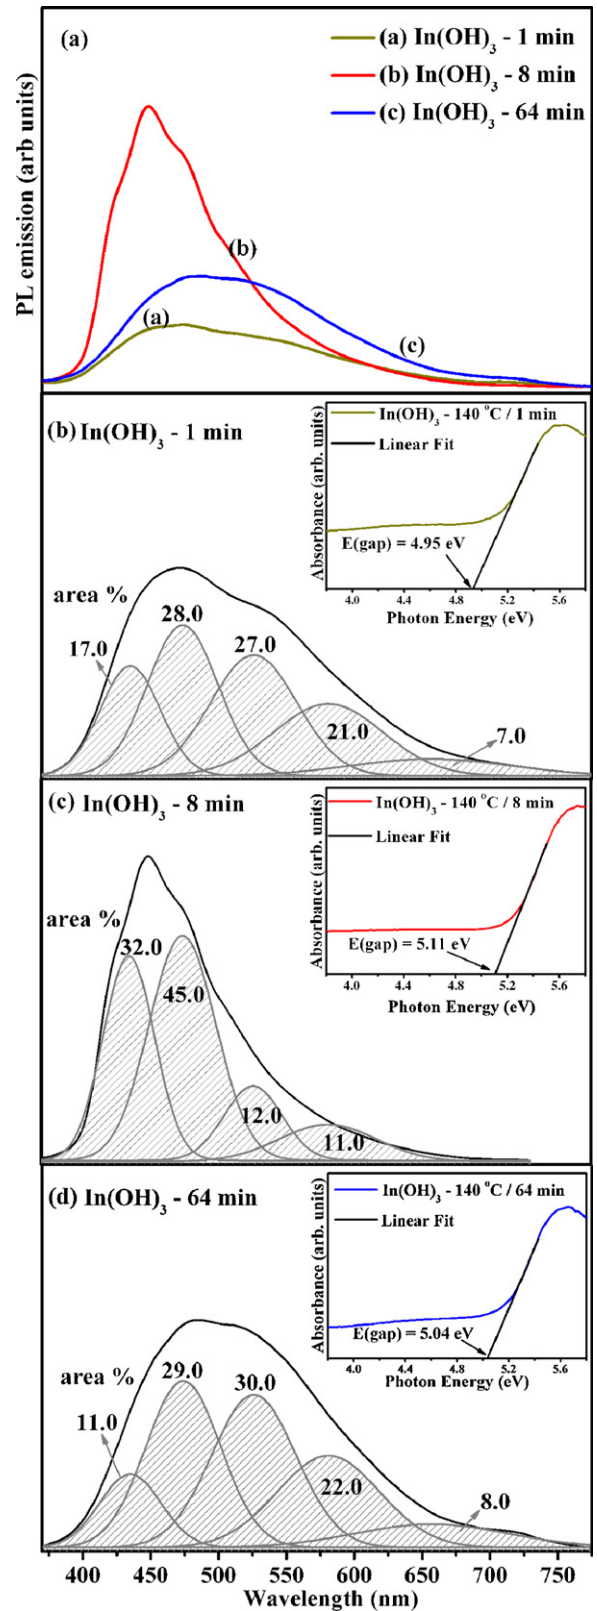 (a)
(a) In(OH)₃ - 1 min
(b) In(OH)₃ - 8 min
(c) In(OH)₃ - 64 min
PL emission (arb units)
(b)
(a)
(c)
(b) In(OH)₃ - 1 min
In(OH)₃ - 140 °C / 1 min
Linear Fit
Absorbance (arb. units)
E(gap) = 4.95 eV
4.0 4.4 4.8 5.2 5.6
Photon Energy (eV)
area %
17.0
28.0
27.0
21.0
7.0
(c) In(OH)₃ - 8 min
In(OH)₃ - 140 °C / 8 min
Linear Fit
Absorbance (arb. units)
E(gap) = 5.11 eV
4.0 4.4 4.8 5.2 5.6
Photon Energy (eV)
area %
32.0
45.0
12.0
11.0
(d) In(OH)₃ - 64 min
In(OH)₃ - 140 °C / 64 min
Linear Fit
Absorbance (arb. units)
E(gap) = 5.04 eV
4.0 4.4 4.8 5.2 5.6
Photon Energy (eV)
area %
11.0
29.0
30.0
22.0
8.0
400 450 500 550 600 650 700 750
Wavelength (nm)